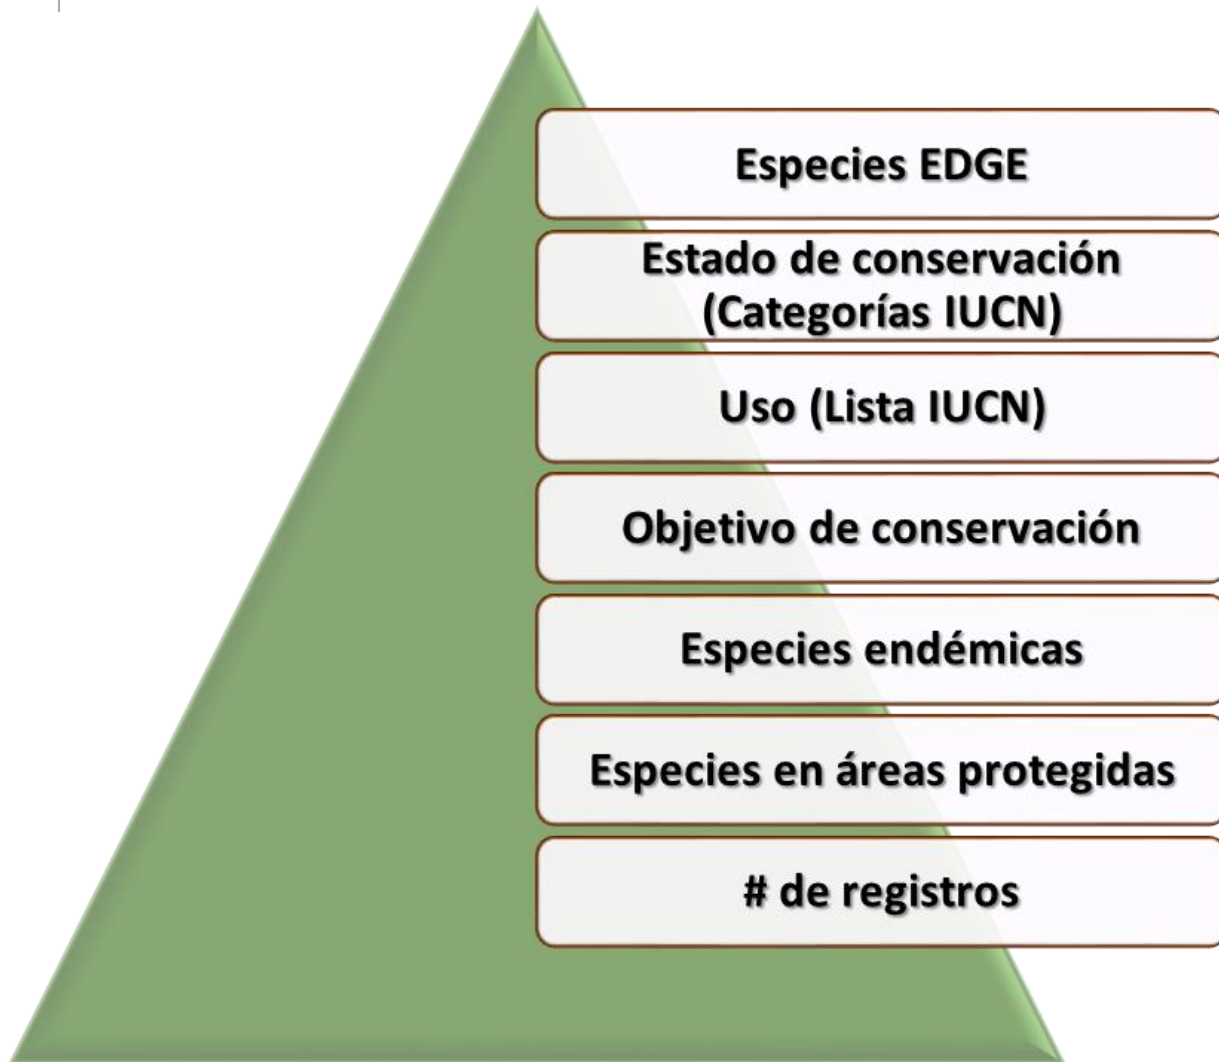 Especies EDGE
Estado de conservación
(Categorías IUCN)
Uso (Lista IUCN)
Objetivo de conservación
Especies endémicas
Especies en áreas protegidas
# de registros